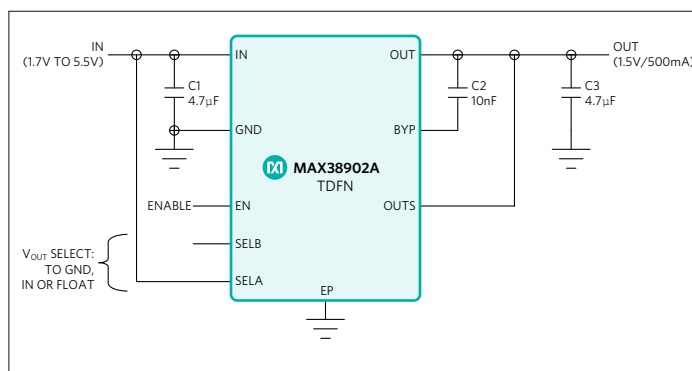 IN
(1.7V TO 5.5V)
C1
4.7µF
IN
GND
EN
SELB
SELA
ENABLE
V_OUT SELECT:
TO GND,
IN OR FLOAT
MAX38902A
TDFN
EP
OUT
BYP
OUTS
C2
10nF
C3
4.7µF
OUT
(1.5V/500mA)